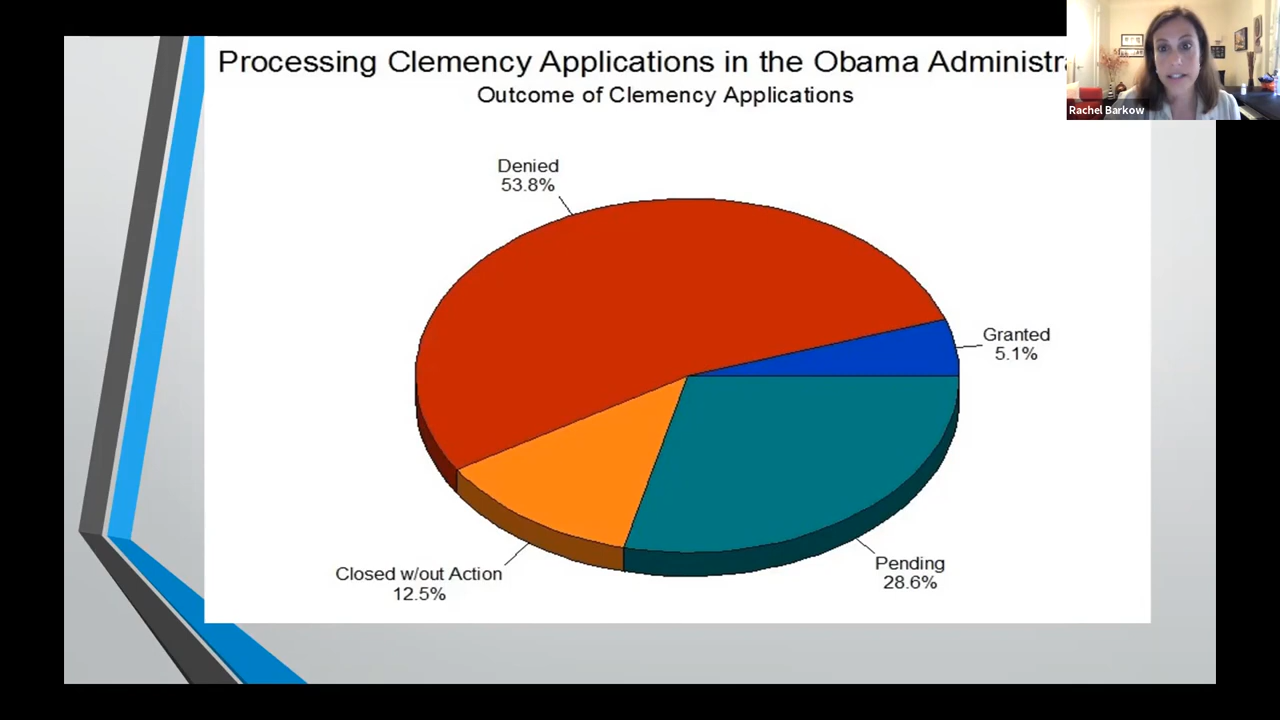 Processing Clemency Applications in the Obama Administra
Outcome of Clemency Applications
Rachel Barkow
Denied
53.8%
Granted
5.1%
Closed w/out Action
12.5%
Pending
28.6%